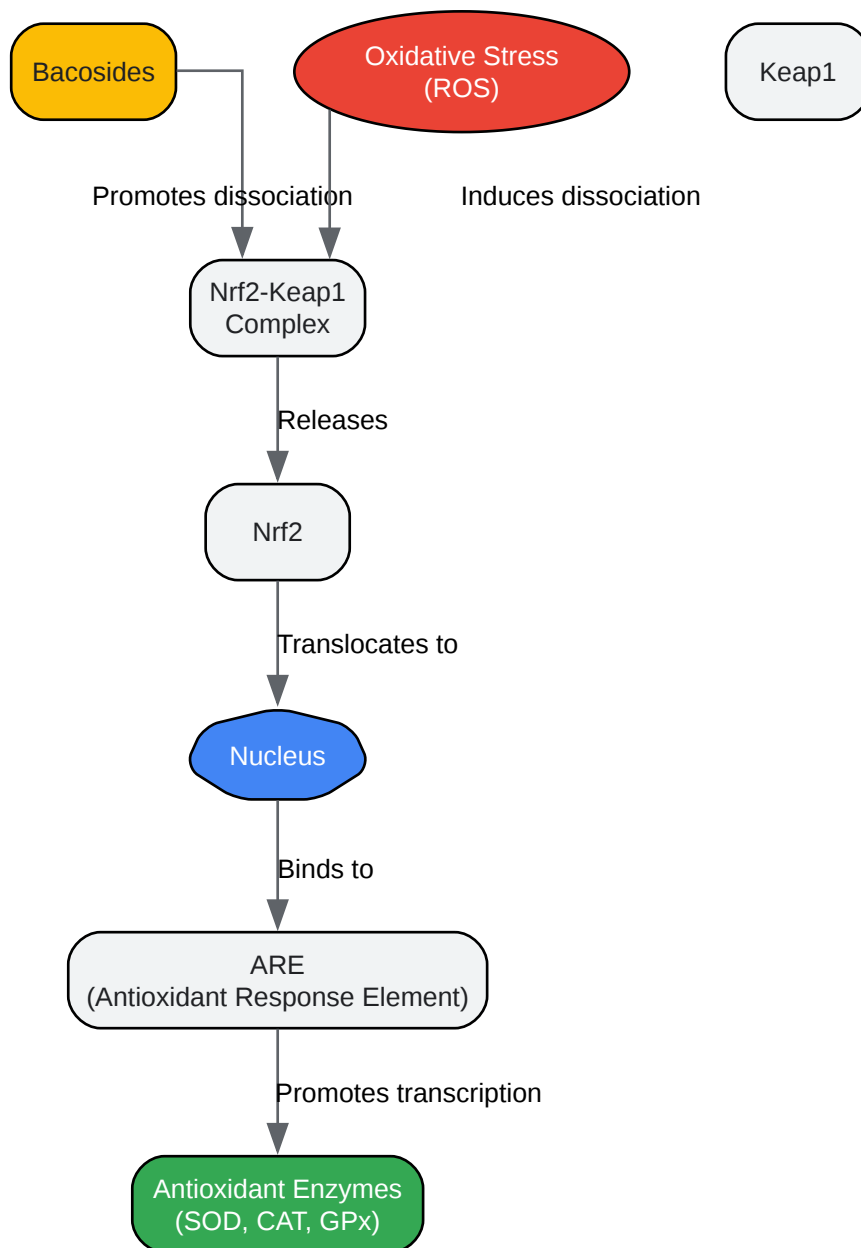 Bacosides
Oxidative Stress
(ROS)
Keap1
Promotes dissociation
Induces dissociation
Nrf2-Keap1
Complex
Releases
Nrf2
Translocates to
Nucleus
Binds to
ARE
(Antioxidant Response Element)
Promotes transcription
Antioxidant Enzymes
(SOD, CAT, GPx)